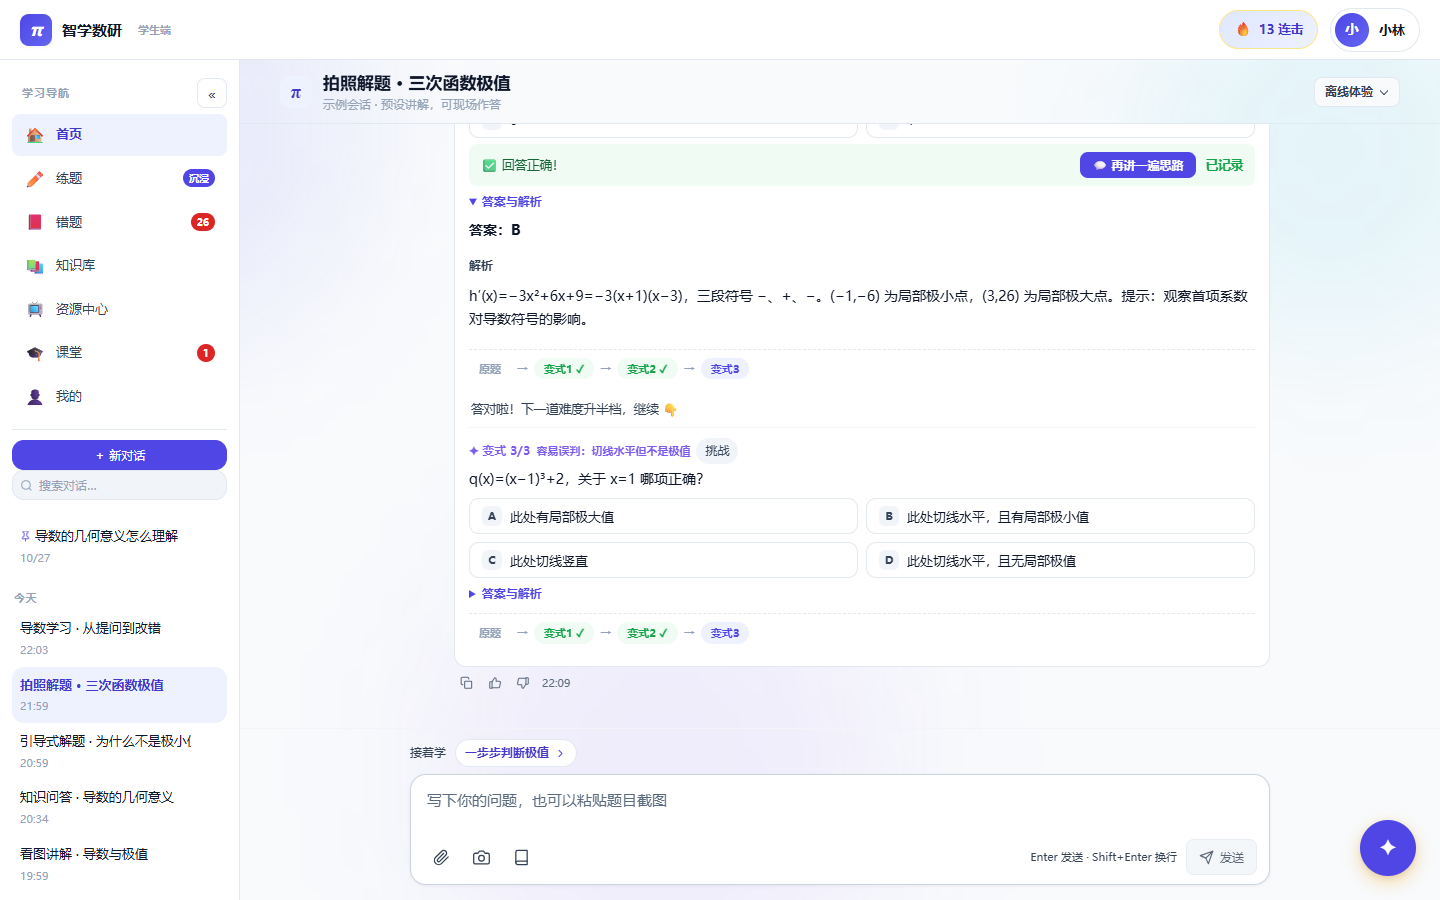 π 智学数研 学生端
13 连击
小 小林
学习导航 «
首页
练题 沉浸
错题 26
知识库
资源中心
课堂 1
我的
+ 新对话
搜索对话...
导数的几何意义怎么理解
10/27
今天
导数学习 · 从提问到改错
22:03
拍照解题 • 三次函数极值
21:59
引导式解题 · 为什么不是极小
20:59
知识问答 · 导数的几何意义
20:34
看图讲解 · 导数与极值
19:59
π 拍照解题 • 三次函数极值
示例会话 · 预设讲解，可现场作答
离线体验
回答正确！
再讲一遍思路 已记录
答案与解析
答案：B
解析
h′(x)=−3x²+6x+9=−3(x+1)(x−3)，三段符号 −、+、−。(−1,−6) 为局部极小点，(3,26) 为局部极大点。提示：观察首项系数
对导数符号的影响。
原题 → 变式1 ✓ → 变式2 ✓ → 变式3
答对啦！下一道难度升半档，继续 👇
✦ 变式 3/3 容易误判：切线水平但不是极值 挑战
q(x)=(x−1)³+2，关于 x=1 哪项正确？
A 此处有局部极大值
B 此处切线水平，且有局部极小值
C 此处切线竖直
D 此处切线水平，且无局部极值
答案与解析
原题 → 变式1 ✓ → 变式2 ✓ → 变式3
22:09
接着学 一步步判断极值 ›
写下你的问题，也可以粘贴题目截图
Enter 发送 · Shift+Enter 换行 发送